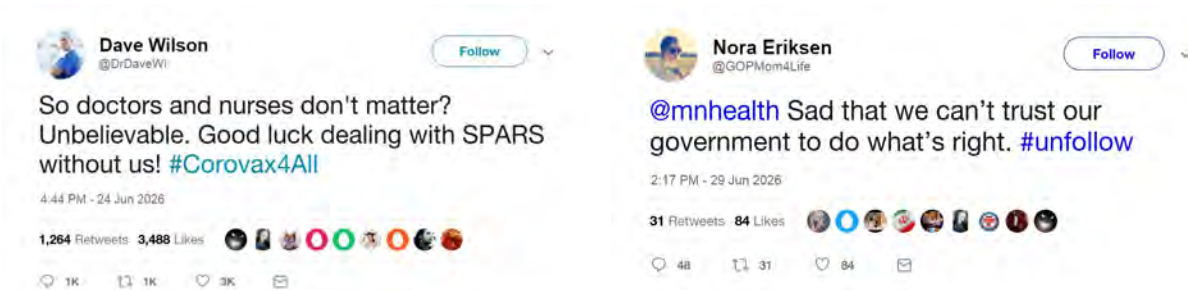 Dave Wilson
@DrDaveWi
Follow
So doctors and nurses don't matter?
Unbelievable. Good luck dealing with SPARS
without us! #Corovax4All
4:44 PM - 24 Jun 2026
1,264 Retweets 3,488 Likes
1K 1K 3K
Nora Eriksen
@GOPMom4Life
Follow
@mnhealth Sad that we can’t trust our
government to do what’s right. #unfollow
2:17 PM - 29 Jun 2026
31 Retweets 84 Likes
48 31 84